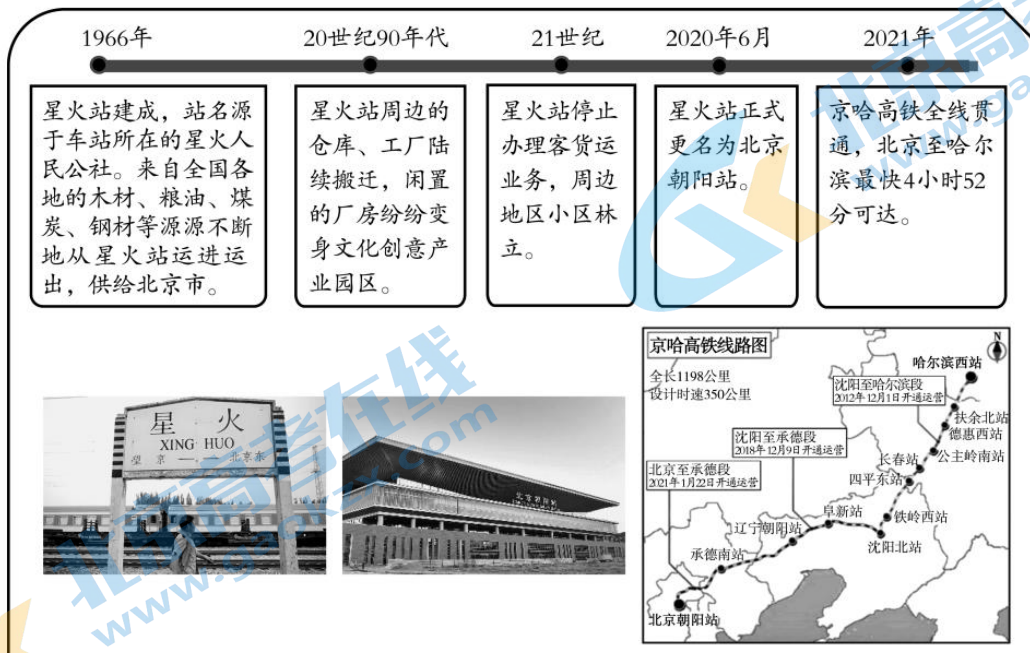 1966年
20世纪90年代
21世纪
2020年6月
2021年
星火站建成，站名源
于车站所在的星火人
民公社。来自全国各
地的木材、粮油、煤
炭、钢材等源源不断
地从星火站运进运
出，供给北京市。
星火站周边的
仓库、工厂陆
续搬迁，闲置
的厂房纷纷变
身文化创意产
业园区。
星火站停止
办理客货运
业务，周边
地区小区林
立。
星火站正式
更名为北京
朝阳站。
京哈高铁全线贯
通，北京至哈尔
滨最快4小时52
分可达。
星 火
XING HUO
望 京
北京东
北京朝阳站
京哈高铁线路图
N
全长1198公里
设计时速350公里
哈尔滨西站
沈阳至哈尔滨段
2012年12月1日开通运营
扶余北站
德惠西站
沈阳至承德段
2018年12月9日开通运营
公主岭南站
长春站
四平东站
北京至承德段
2021年1月22日开通运营
阜新站
铁岭西站
辽宁朝阳站
沈阳北站
承德南站
北京朝阳站
北京高考在线